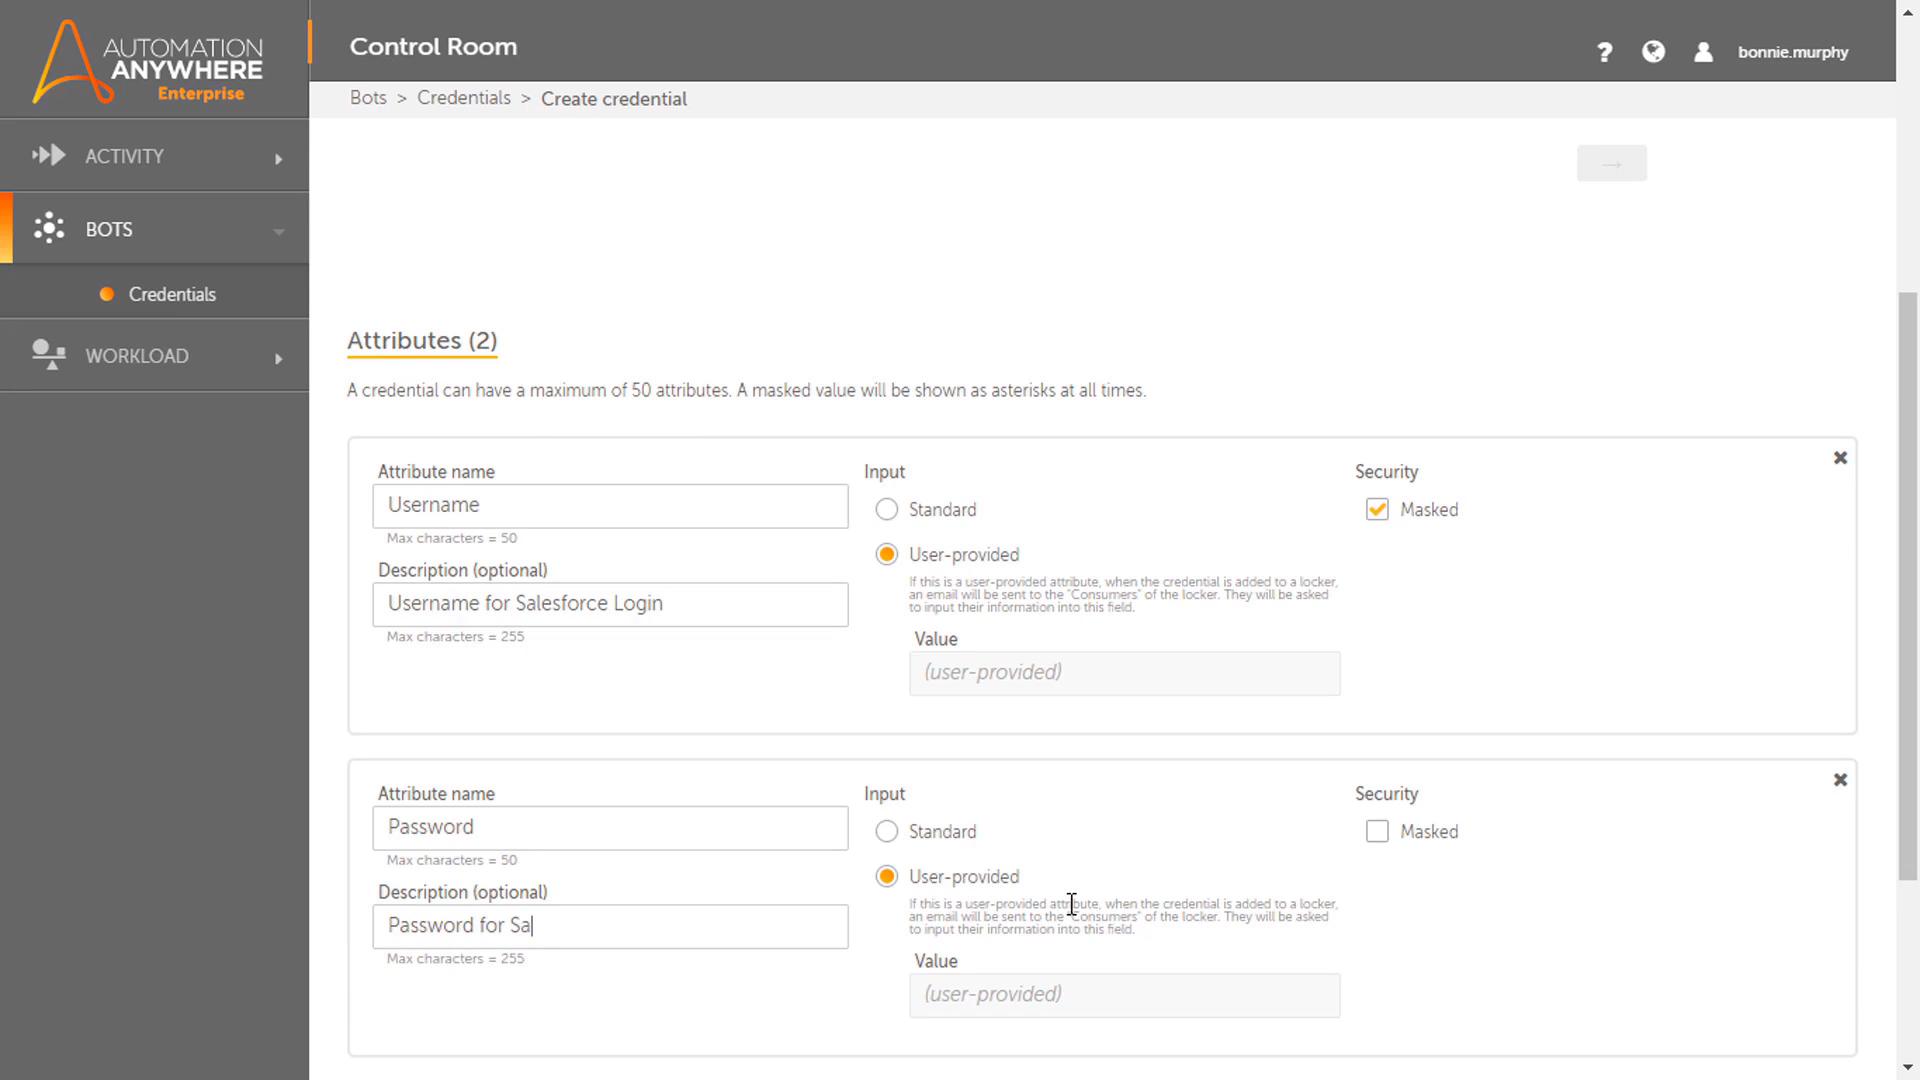 AUTOMATION
ANYWHERE
Enterprise
Control Room
?
bonnie.murphy
Bots > Credentials > Create credential
ACTIVITY
BOTS
Credentials
WORKLOAD
→
Attributes (2)
A credential can have a maximum of 50 attributes. A masked value will be shown as asterisks at all times.
Attribute name
Username
Max characters = 50
Description (optional)
Username for Salesforce Login
Max characters = 255
Input
Standard
User-provided
If this is a user-provided attribute, when the credential is added to a locker,
an email will be sent to the "Consumers" of the locker. They will be asked
to input their information into this field.
Value
(user-provided)
Security
Masked
Attribute name
Password
Max characters = 50
Description (optional)
Password for Sa
Max characters = 255
Input
Standard
User-provided
If this is a user-provided attribute, when the credential is added to a locker,
an email will be sent to the "Consumers" of the locker. They will be asked
to input their information into this field.
Value
(user-provided)
Security
Masked